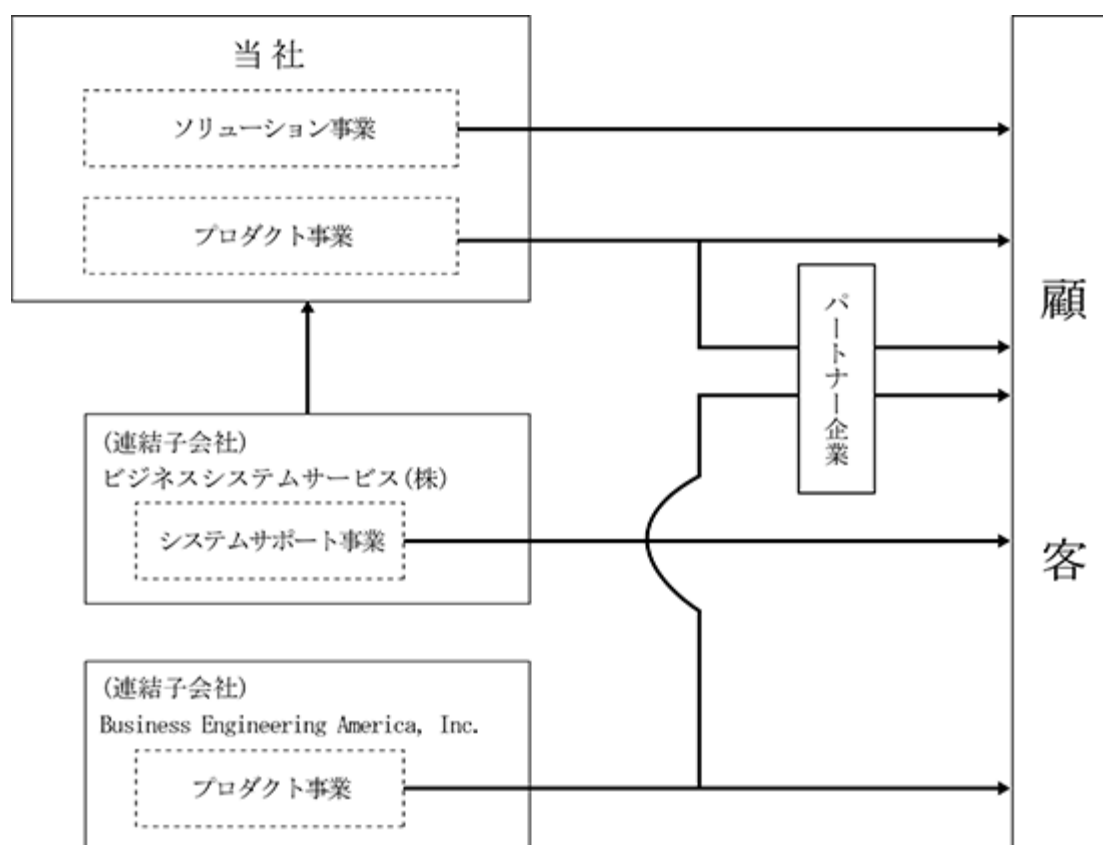 当社
ソリューション事業
プロダクト事業
パートナー企業
顧客
(連結子会社)
ビジネスシステムサービス(株)
システムサポート事業
(連結子会社)
Business Engineering America, Inc.
プロダクト事業